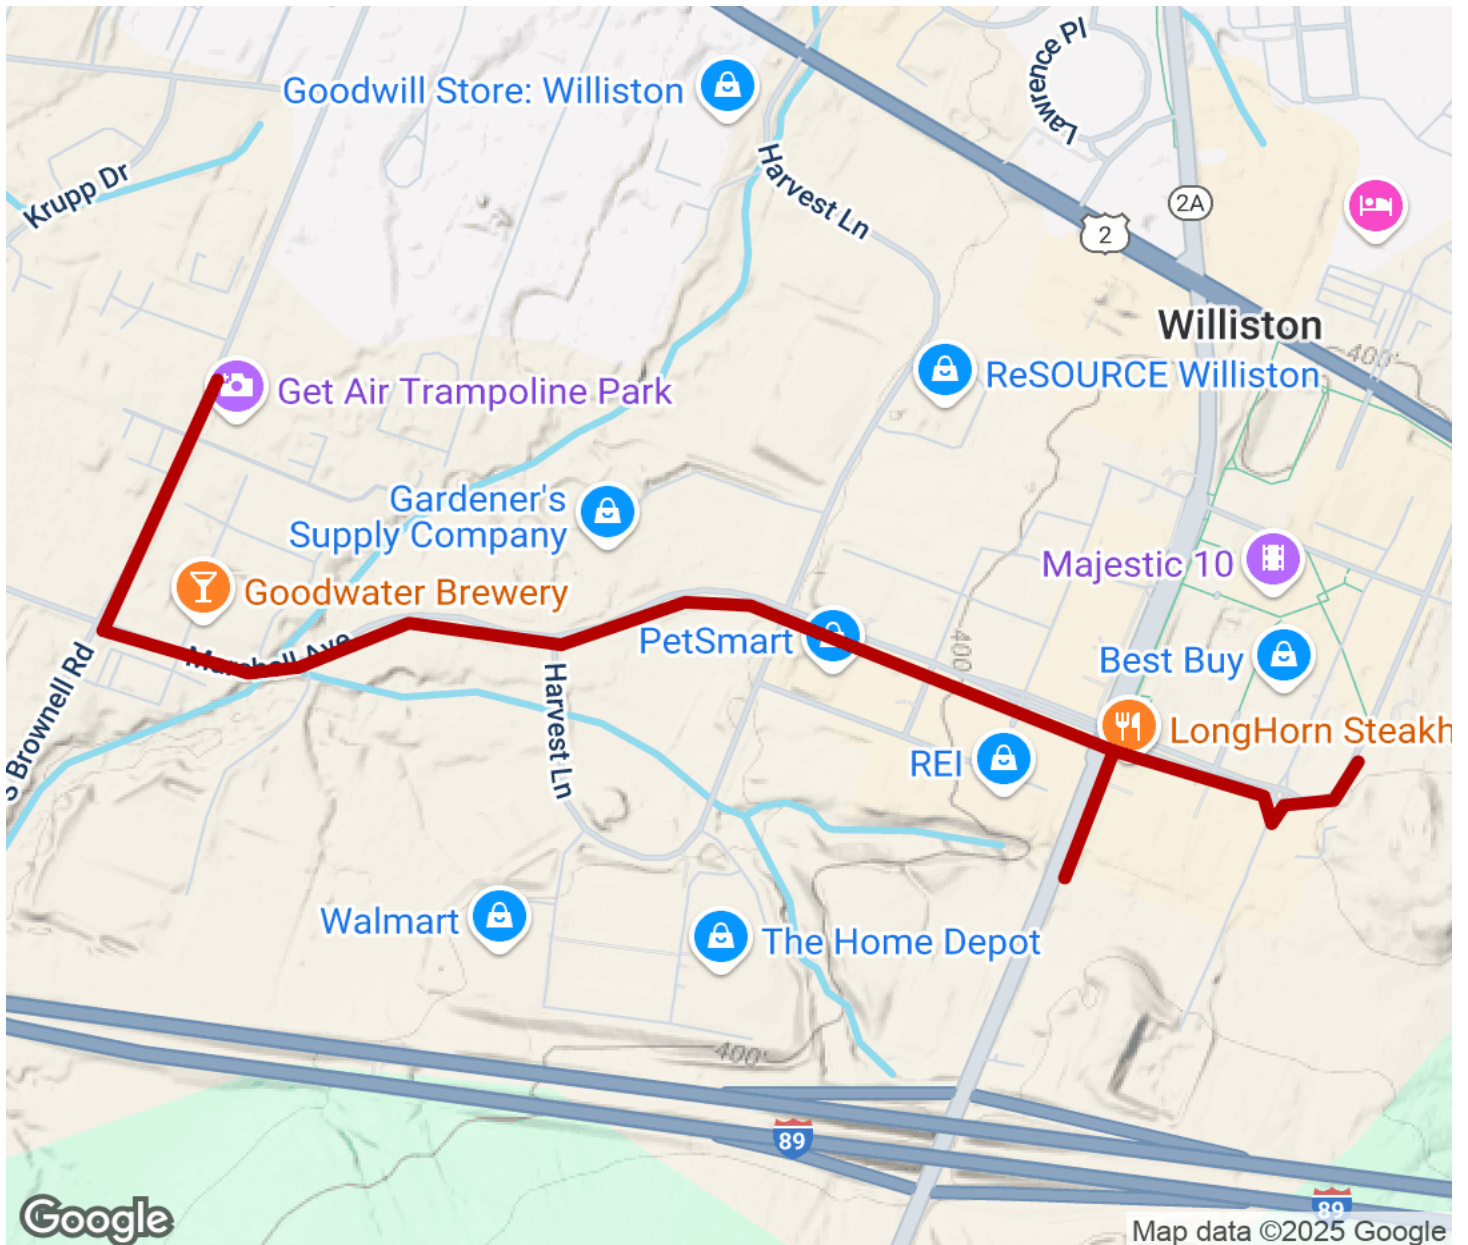 Lawrence Pl
Goodwill Store: Williston
Harvest Ln
Krupp Dr
2A
2
Williston
400'
ReSOURCE Williston
Get Air Trampoline Park
Gardener's
Supply Company
Majestic 10
Goodwater Brewery
Marshall Ave
PetSmart
400
Best Buy
S Brownell Rd
Harvest Ln
LongHorn Steakh
REI
Walmart
The Home Depot
400'
89
89
Google
Map data ©2025 Google